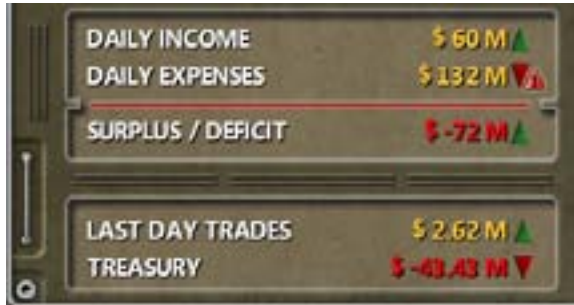 DAILY INCOME $ 60 M
DAILY EXPENSES $ 132 M
SURPLUS / DEFICIT $ -72 M
LAST DAY TRADES $ 2.62 M
TREASURY $ -43.43 M